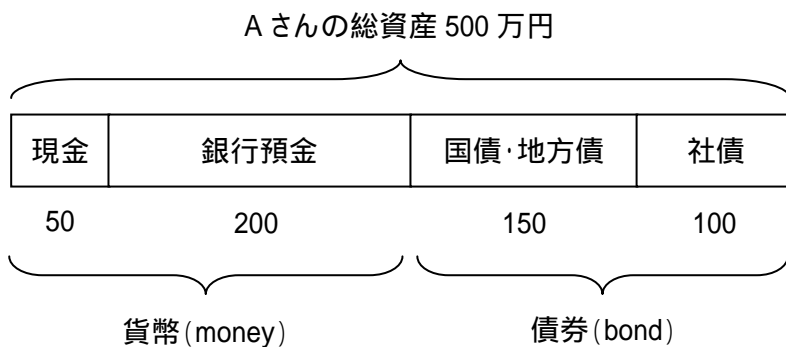 Aさんの総資産 500 万円
現金 銀行預金 国債・地方債 社債
50 200 150 100
貨幣(money) 債券(bond)